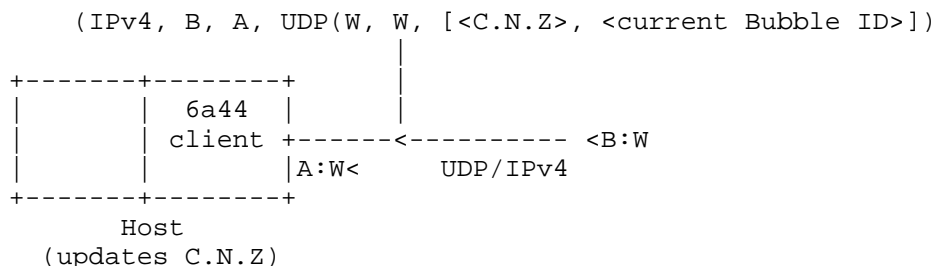 (IPv4, B, A, UDP(W, W, [<C.N.Z>, <current Bubble ID>])
|
+-------+--------+ |
| | 6a44 | |
| | client +------<---------- <B:W
| | |A:W< UDP/IPv4
+-------+--------+
Host
(updates C.N.Z)